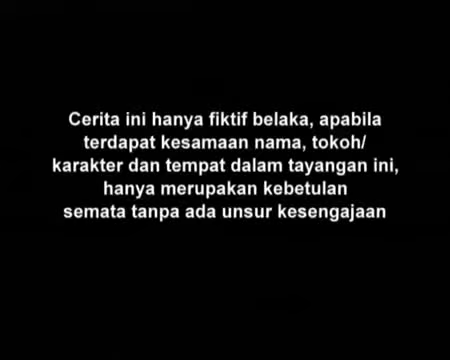 Cerita ini hanya fiktif belaka, apabila
terdapat kesamaan nama, tokoh/
karakter dan tempat dalam tayangan ini,
hanya merupakan kebetulan
semata tanpa ada unsur kesengajaan